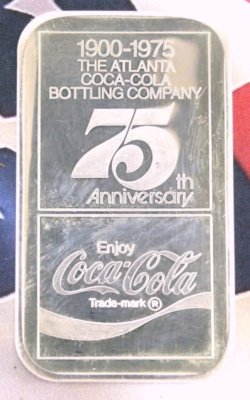 1900-1975
THE ATLANTA
COCA-COLA
BOTTLING COMPANY
75th
Anniversary
Enjoy
Coca-Cola
Trade-mark ®